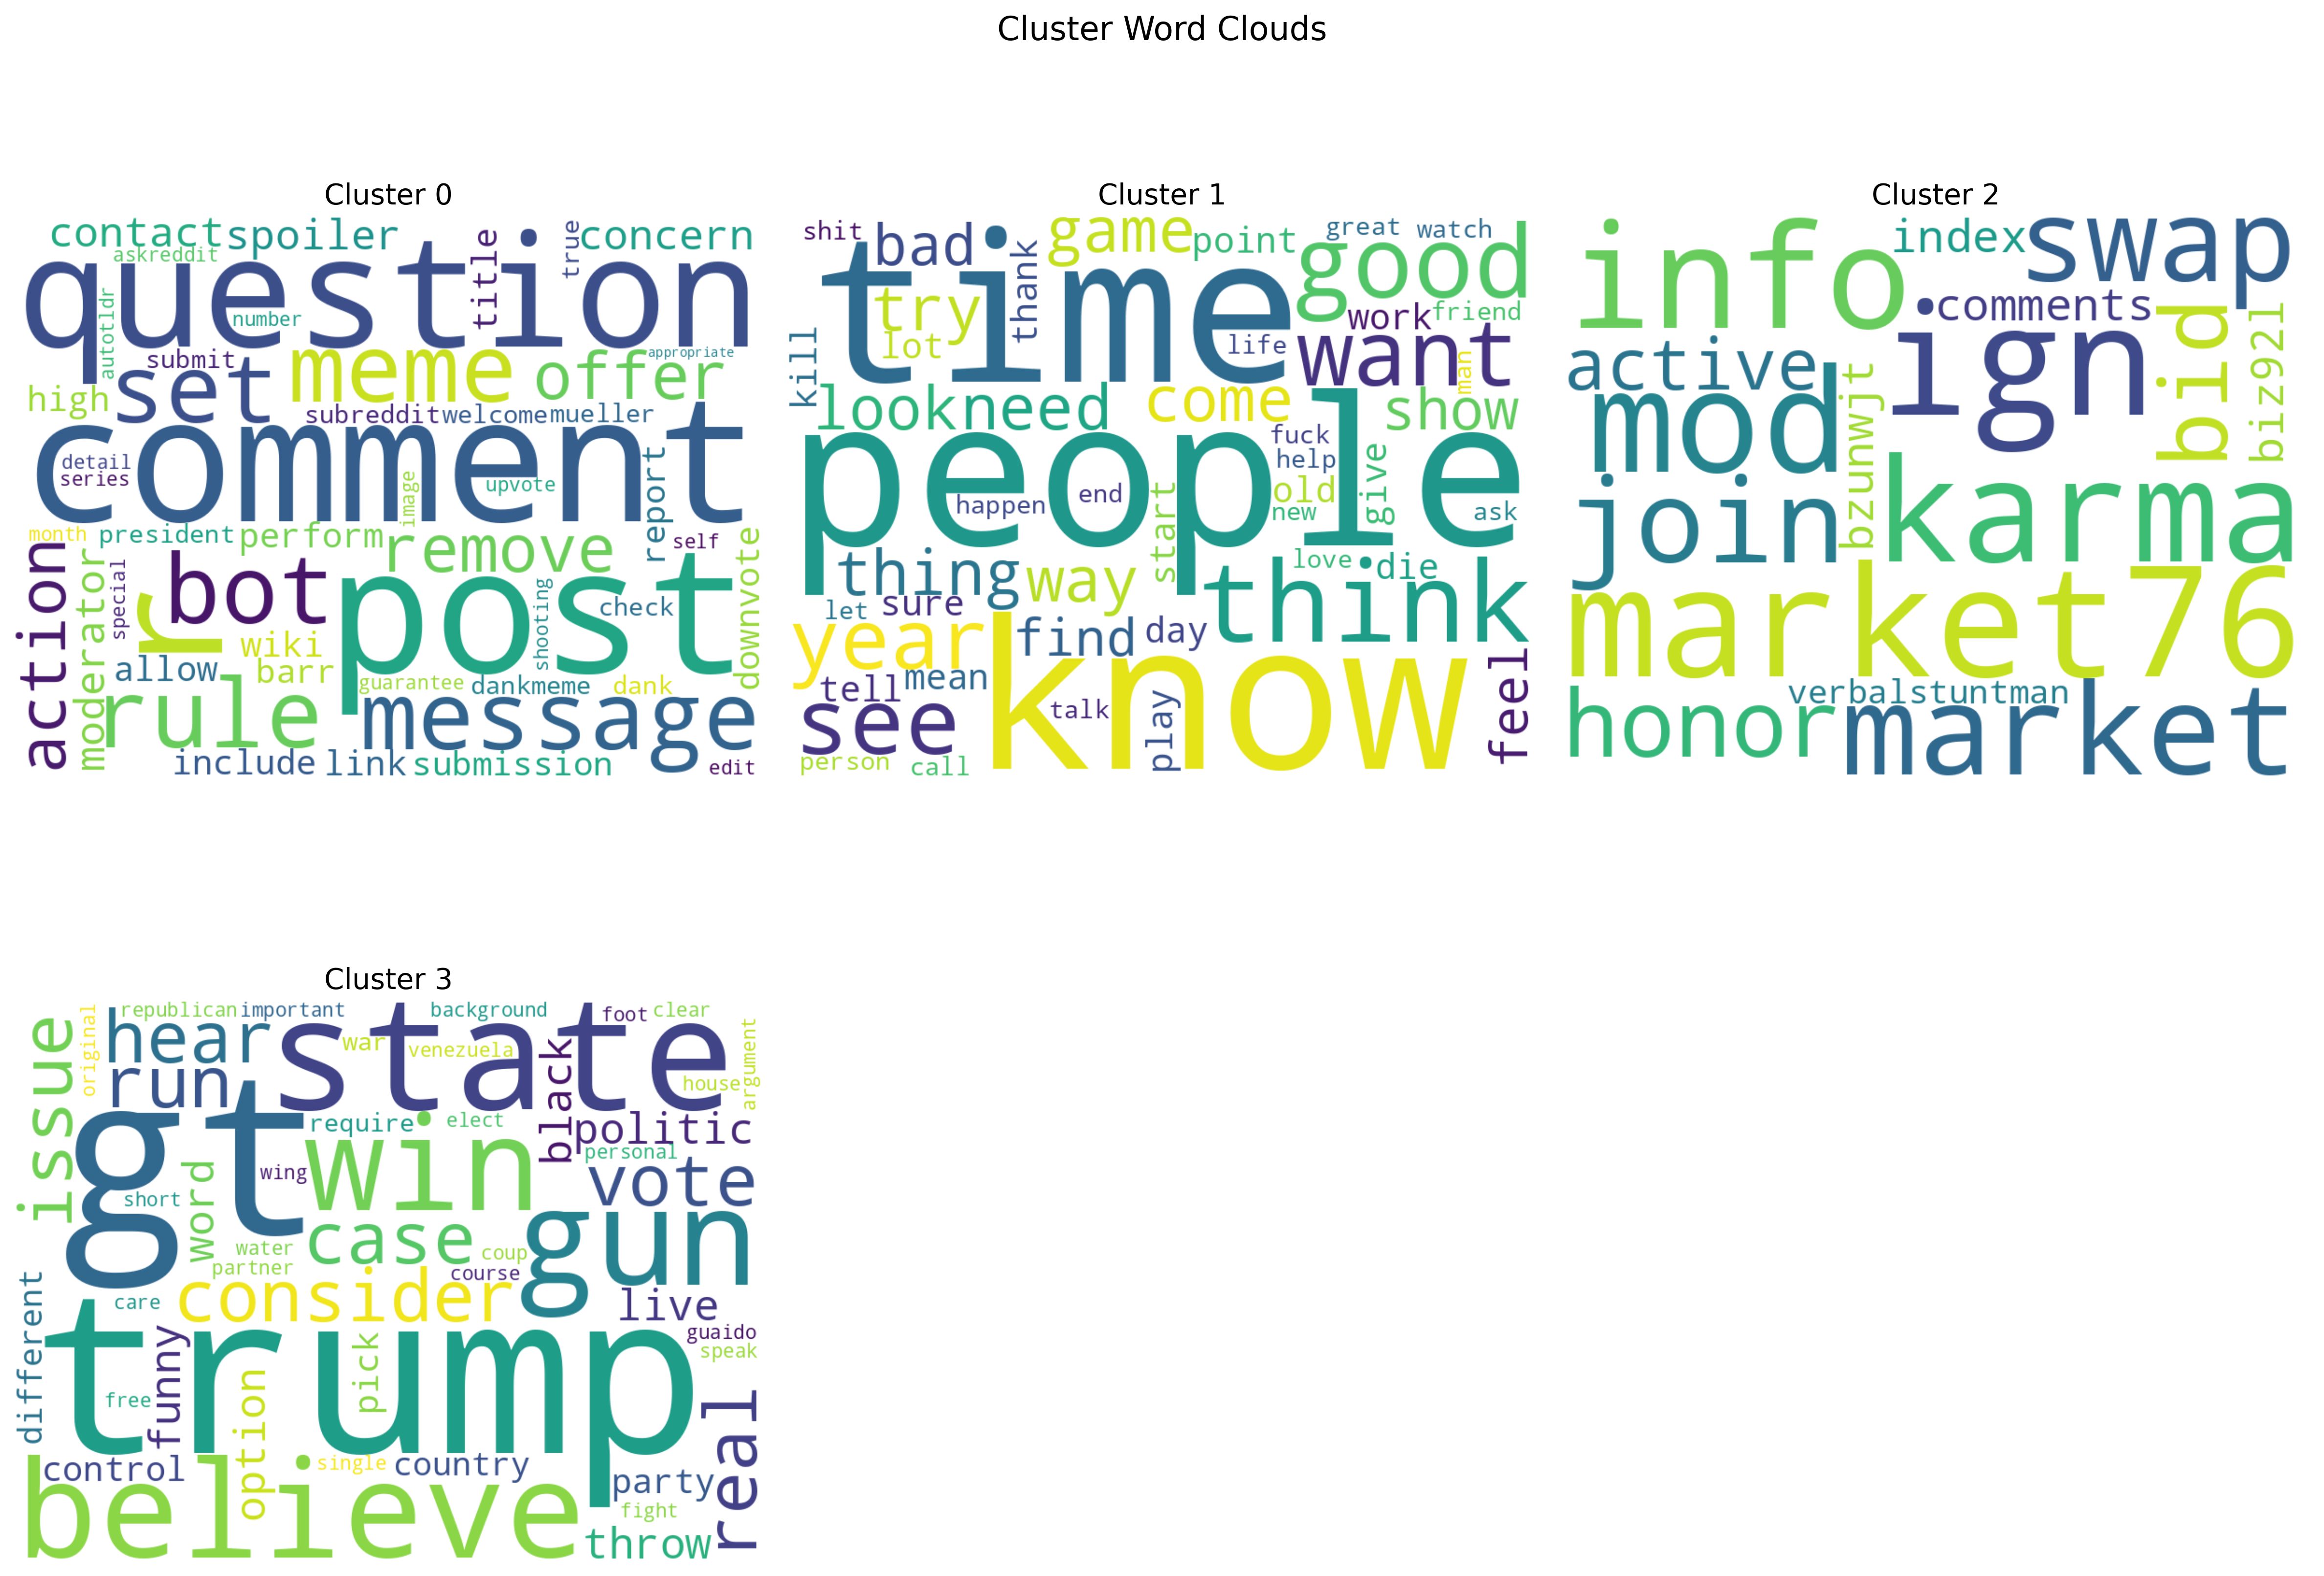 Cluster Word Clouds
Cluster 0
contact spoiler title true concern
askreddit
question
autotldr number
submit meme offer appropriate
high set
subreddit welcome mueller
comment
detail
series image upvote report
month president perform remove self
action moderator special bot r post shooting check downvote
wiki
allow barr
guarantee dankmeme dank
rule message
include link submission edit
Cluster 1
shit bad thank game point great watch
time good
try lot life work friend
kill want man
look need come show
people fuck
help
happen end start old give
new ask
thing way love die
let sure think
year find day
tell mean know feel
see talk play
person call
Cluster 2
info index swap
comments
ign bid biz92l
active
mod bzunwjt
join karma
market76
verbalstuntman
honor market
Cluster 3
republican important background foot clear
issue original hear state
war venezuela argument
run black house
gt require elect politic
win personal
word wing vote
short
case gun
water coup
partner course
different care consider live
trump guaido
speak
funny pick
free option real
control single country
believe party
fight
throw